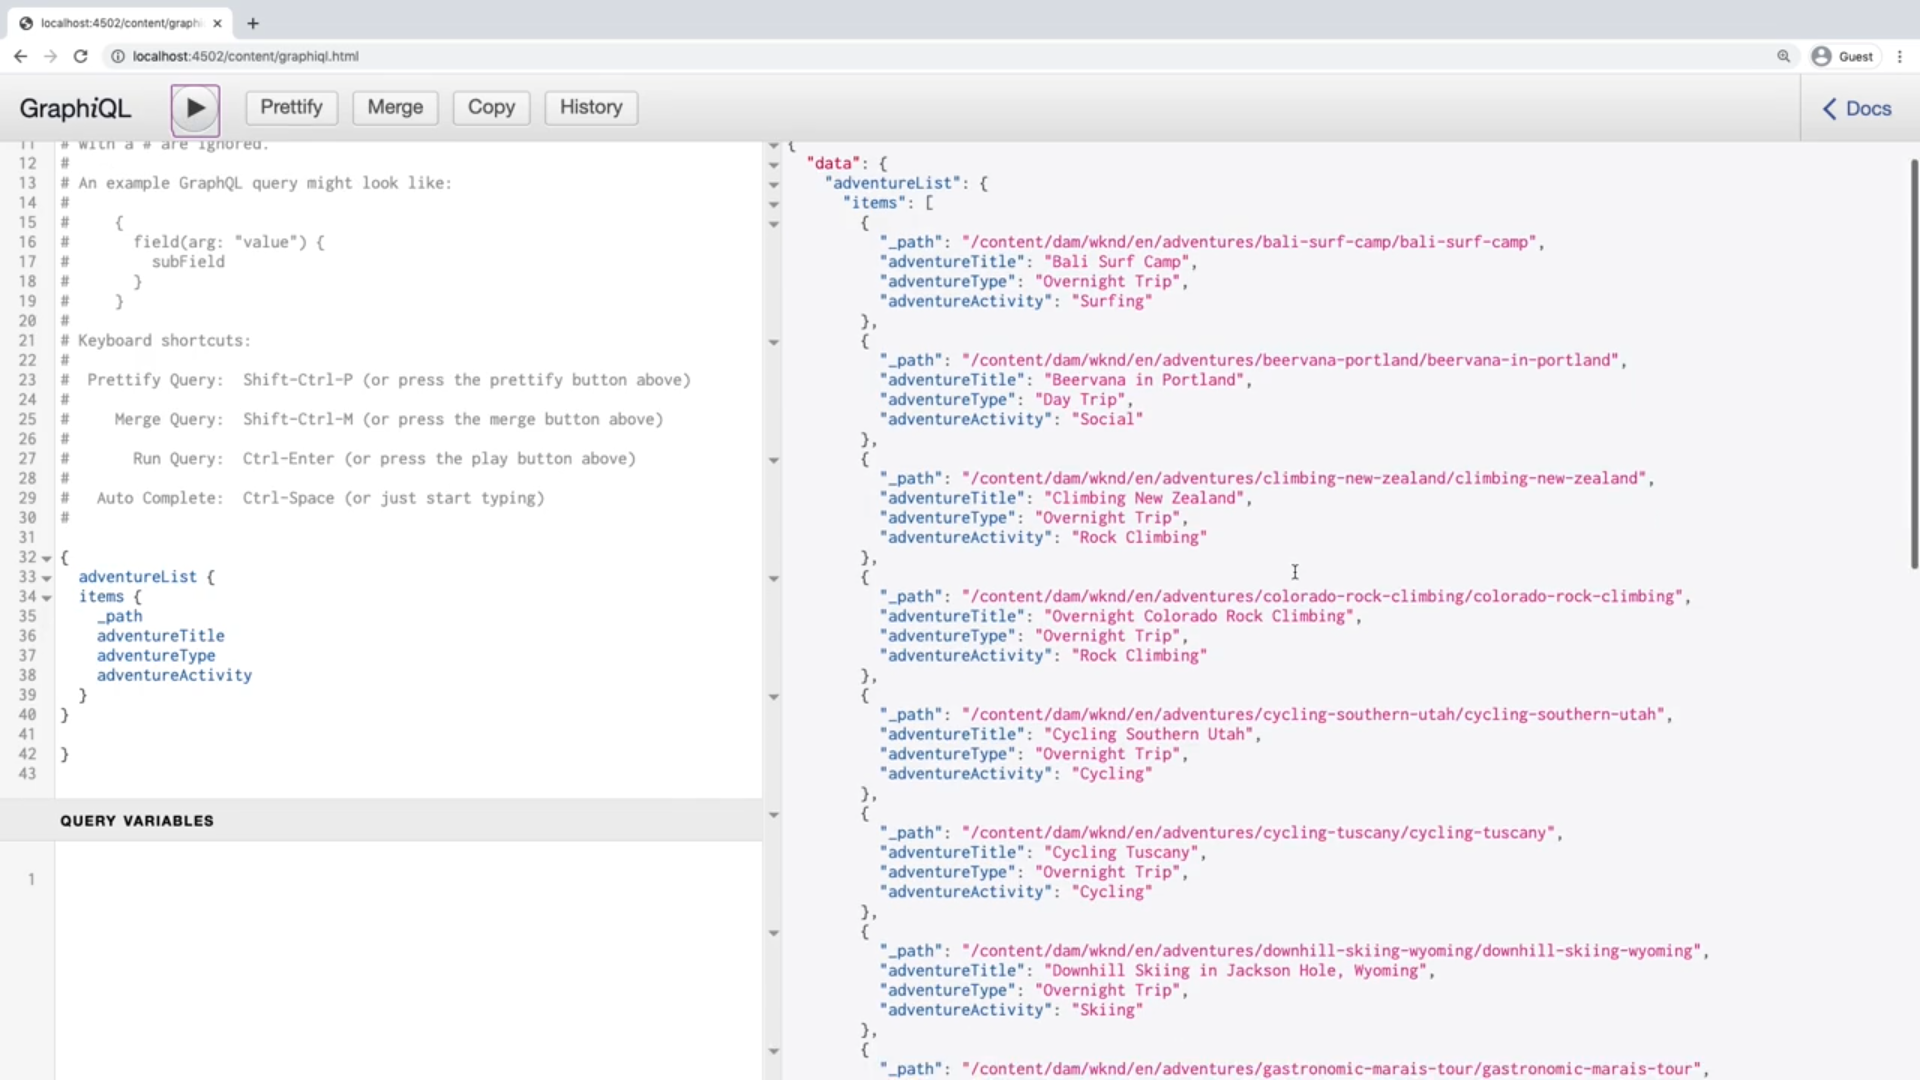 localhost:4502/content/graphi
localhost:4502/content/graphiql.html
Guest
GraphiQL
Prettify
Merge
Copy
History
Docs
11 # with a # are ignored.
12 #
13 # An example GraphQL query might look like:
14 #
15 #     {
16 #       field(arg: "value") {
17 #         subField
18 #       }
19 #     }
20 #
21 # Keyboard shortcuts:
22 #
23 #  Prettify Query:  Shift-Ctrl-P (or press the prettify button above)
24 #
25 #     Merge Query:  Shift-Ctrl-M (or press the merge button above)
26 #
27 #       Run Query:  Ctrl-Enter (or press the play button above)
28 #
29 #   Auto Complete:  Ctrl-Space (or just start typing)
30 #
31
32 {
33   adventureList {
34   items {
35     _path
36     adventureTitle
37     adventureType
38     adventureActivity
39   }
40 }
41
42 }
43
QUERY VARIABLES
1
{
"data": {
"adventureList": {
"items": [
{
"_path": "/content/dam/wknd/en/adventures/bali-surf-camp/bali-surf-camp",
"adventureTitle": "Bali Surf Camp",
"adventureType": "Overnight Trip",
"adventureActivity": "Surfing"
},
{
"_path": "/content/dam/wknd/en/adventures/beervana-portland/beervana-in-portland",
"adventureTitle": "Beervana in Portland",
"adventureType": "Day Trip",
"adventureActivity": "Social"
},
{
"_path": "/content/dam/wknd/en/adventures/climbing-new-zealand/climbing-new-zealand",
"adventureTitle": "Climbing New Zealand",
"adventureType": "Overnight Trip",
"adventureActivity": "Rock Climbing"
},
{
"_path": "/content/dam/wknd/en/adventures/colorado-rock-climbing/colorado-rock-climbing",
"adventureTitle": "Overnight Colorado Rock Climbing",
"adventureType": "Overnight Trip",
"adventureActivity": "Rock Climbing"
},
{
"_path": "/content/dam/wknd/en/adventures/cycling-southern-utah/cycling-southern-utah",
"adventureTitle": "Cycling Southern Utah",
"adventureType": "Overnight Trip",
"adventureActivity": "Cycling"
},
{
"_path": "/content/dam/wknd/en/adventures/cycling-tuscany/cycling-tuscany",
"adventureTitle": "Cycling Tuscany",
"adventureType": "Overnight Trip",
"adventureActivity": "Cycling"
},
{
"_path": "/content/dam/wknd/en/adventures/downhill-skiing-wyoming/downhill-skiing-wyoming",
"adventureTitle": "Downhill Skiing in Jackson Hole, Wyoming",
"adventureType": "Overnight Trip",
"adventureActivity": "Skiing"
},
{
"_path": "/content/dam/wknd/en/adventures/gastronomic-marais-tour/gastronomic-marais-tour",